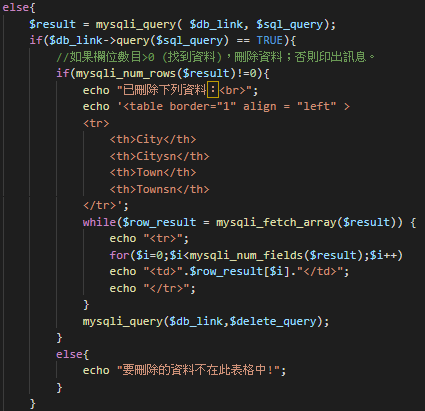 else{
$result = mysqli_query( $db_link, $sql_query);
if($db_link->query($sql_query) == TRUE){
//如果欄位數目>0 (找到資料)，刪除資料；否則印出訊息。
if(mysqli_num_rows($result)!=0){
echo "已刪除下列資料：<br>";
echo '<table border="1" align = "left" >
<tr>
<th>City</th>
<th>Citysn</th>
<th>Town</th>
<th>Townsn</th>
</tr>';
while($row_result = mysqli_fetch_array($result)) {
echo "<tr>";
for($i=0;$i<mysqli_num_fields($result);$i++)
echo "<td>".$row_result[$i]."</td>";
echo "</tr>";
}
mysqli_query($db_link,$delete_query);
}
else{
echo "要刪除的資料不在此表格中!";
}
}